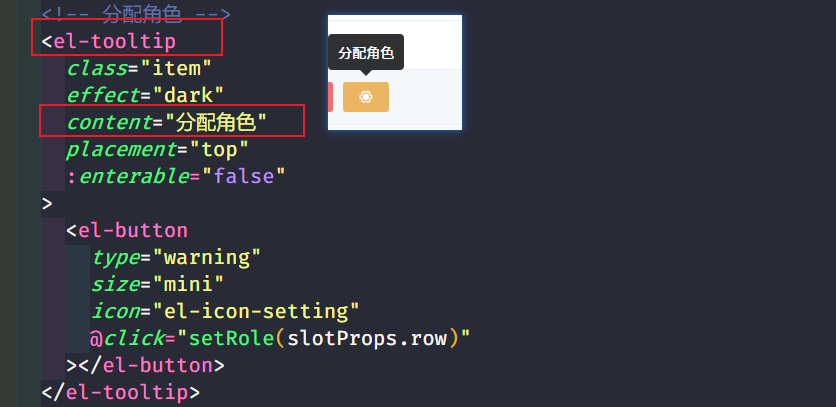 <!-- 分配角色 -->
<el-tooltip
class="item"
effect="dark"
content="分配角色"
placement="top"
:enterable="false"
>
<el-button
type="warning"
size="mini"
icon="el-icon-setting"
@click="setRole(slotProps.row)"
></el-button>
</el-tooltip>
分配角色